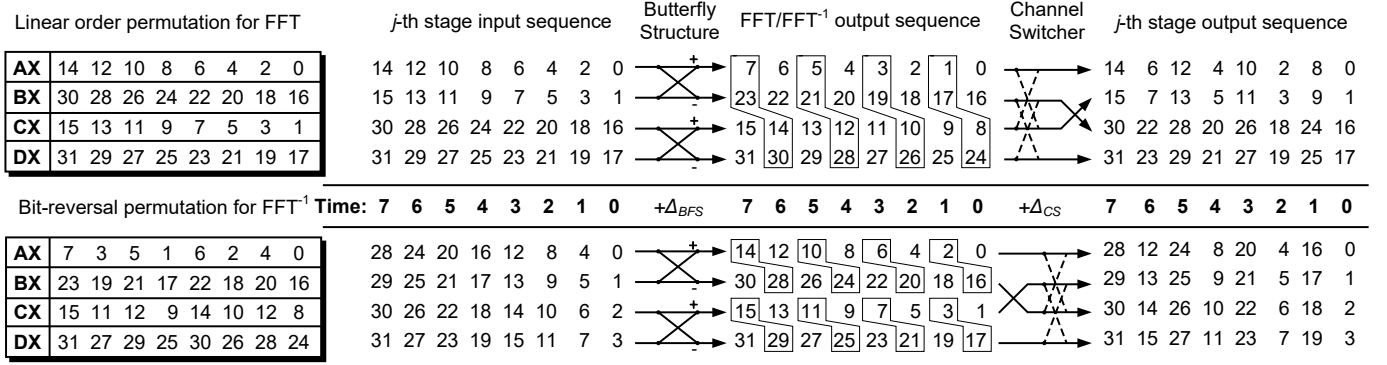 Linear order permutation for FFT
j-th stage input sequence
Butterfly Structure
FFT/FFT⁻¹ output sequence
Channel Switcher
j-th stage output sequence
AX 14 12 10 8 6 4 2 0
BX 30 28 26 24 22 20 18 16
CX 15 13 11 9 7 5 3 1
DX 31 29 27 25 23 21 19 17
14 12 10 8 6 4 2 0
15 13 11 9 7 5 3 1
30 28 26 24 22 20 18 16
31 29 27 25 23 21 19 17
+
-
+
-
7 6 5 4 3 2 1 0
23 22 21 20 19 18 17 16
15 14 13 12 11 10 9 8
31 30 29 28 27 26 25 24
14 6 12 4 10 2 8 0
15 7 13 5 11 3 9 1
30 22 28 20 26 18 24 16
31 23 29 21 27 19 25 17
Bit-reversal permutation for FFT⁻¹
Time: 7 6 5 4 3 2 1 0 +Δ_BFS 7 6 5 4 3 2 1 0 +Δ_CS 7 6 5 4 3 2 1 0
AX 7 3 5 1 6 2 4 0
BX 23 19 21 17 22 18 20 16
CX 15 11 12 9 14 10 12 8
DX 31 27 29 25 30 26 28 24
28 24 20 16 12 8 4 0
29 25 21 17 13 9 5 1
30 26 22 18 14 10 6 2
31 27 23 19 15 11 7 3
+
-
+
-
14 12 10 8 6 4 2 0
30 28 26 24 22 20 18 16
15 13 11 9 7 5 3 1
31 29 27 25 23 21 19 17
28 12 24 8 20 4 16 0
29 13 25 9 21 5 17 1
30 14 26 10 22 6 18 2
31 15 27 11 23 7 19 3